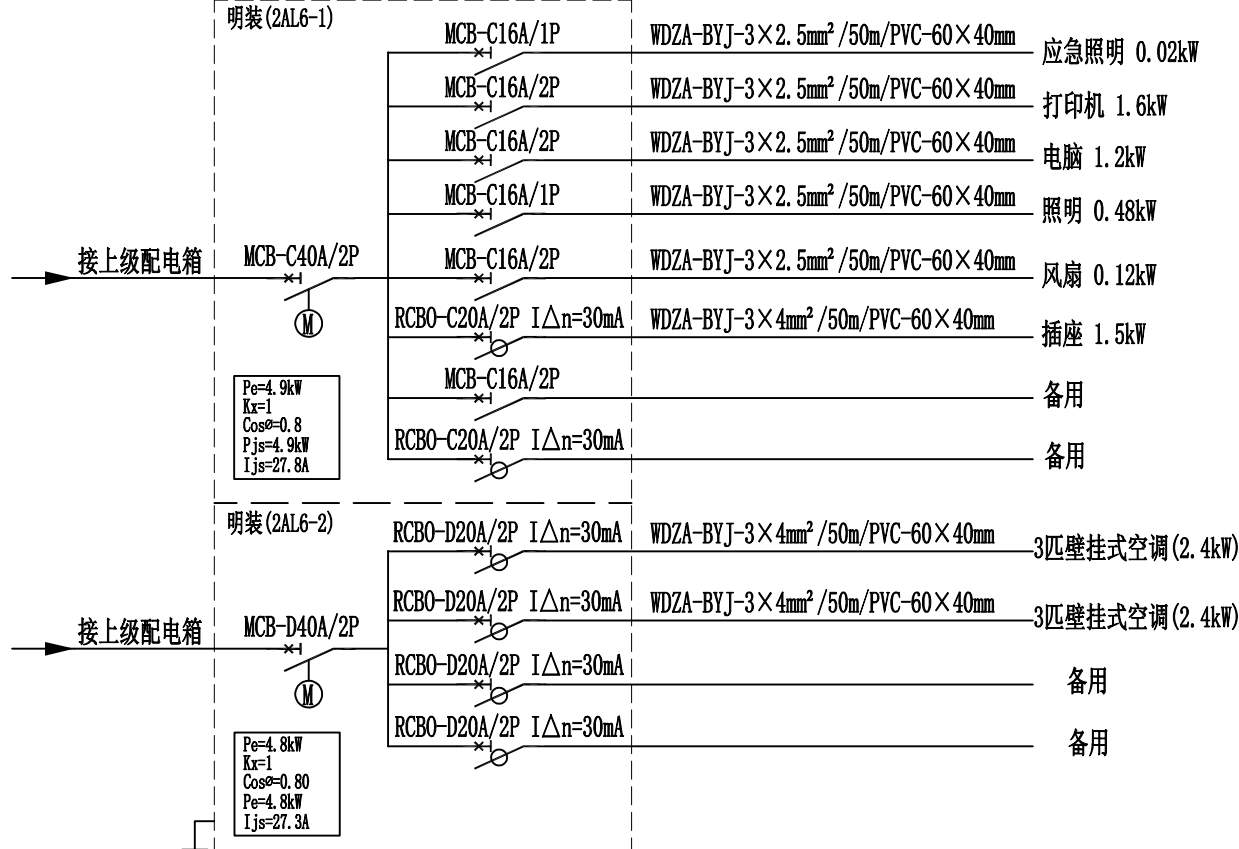 明装(2AL6-1)
MCB-C16A/1P WDZA-BYJ-3×2.5mm²/50m/PVC-60×40mm 应急照明 0.02kW
MCB-C16A/2P WDZA-BYJ-3×2.5mm²/50m/PVC-60×40mm 打印机 1.6kW
MCB-C16A/2P WDZA-BYJ-3×2.5mm²/50m/PVC-60×40mm 电脑 1.2kW
MCB-C16A/1P WDZA-BYJ-3×2.5mm²/50m/PVC-60×40mm 照明 0.48kW
接上级配电箱 MCB-C40A/2P MCB-C16A/2P WDZA-BYJ-3×2.5mm²/50m/PVC-60×40mm 风扇 0.12kW
M
RCBO-C20A/2P I△n=30mA WDZA-BYJ-3×4mm²/50m/PVC-60×40mm 插座 1.5kW
MCB-C16A/2P 备用
RCBO-C20A/2P I△n=30mA 备用
Pe=4.9kW
Kx=1
Cosø=0.8
Pjs=4.9kW
Ijs=27.8A
明装(2AL6-2)
RCBO-D20A/2P I△n=30mA WDZA-BYJ-3×4mm²/50m/PVC-60×40mm 3匹壁挂式空调(2.4kW)
RCBO-D20A/2P I△n=30mA WDZA-BYJ-3×4mm²/50m/PVC-60×40mm 3匹壁挂式空调(2.4kW)
接上级配电箱 MCB-D40A/2P
M
RCBO-D20A/2P I△n=30mA 备用
RCBO-D20A/2P I△n=30mA 备用
Pe=4.8kW
Kx=1
Cosø=0.80
Pe=4.8kW
Ijs=27.3A